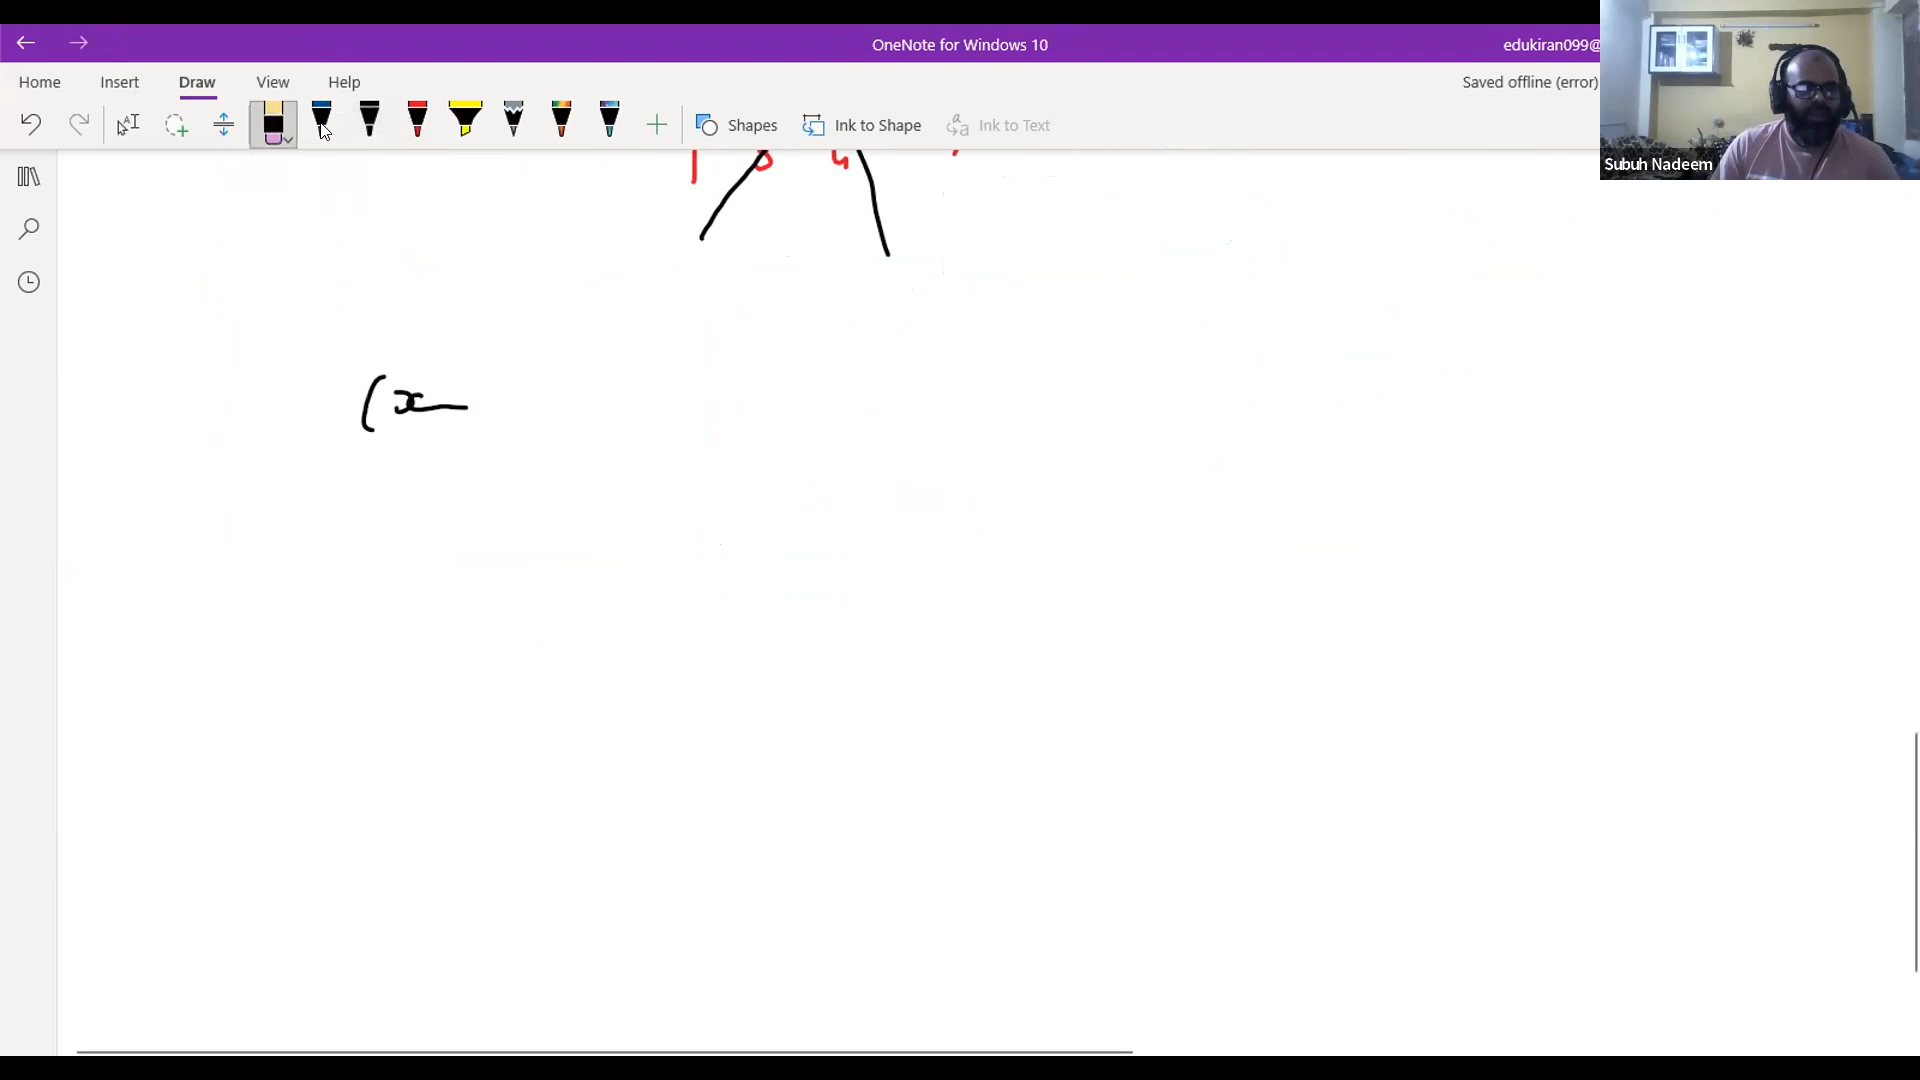 OneNote for Windows 10
edukiran099@
Home Insert Draw View Help
Saved offline (error)
Shapes Ink to Shape Ink to Text
Subuh Nadeem
(x—